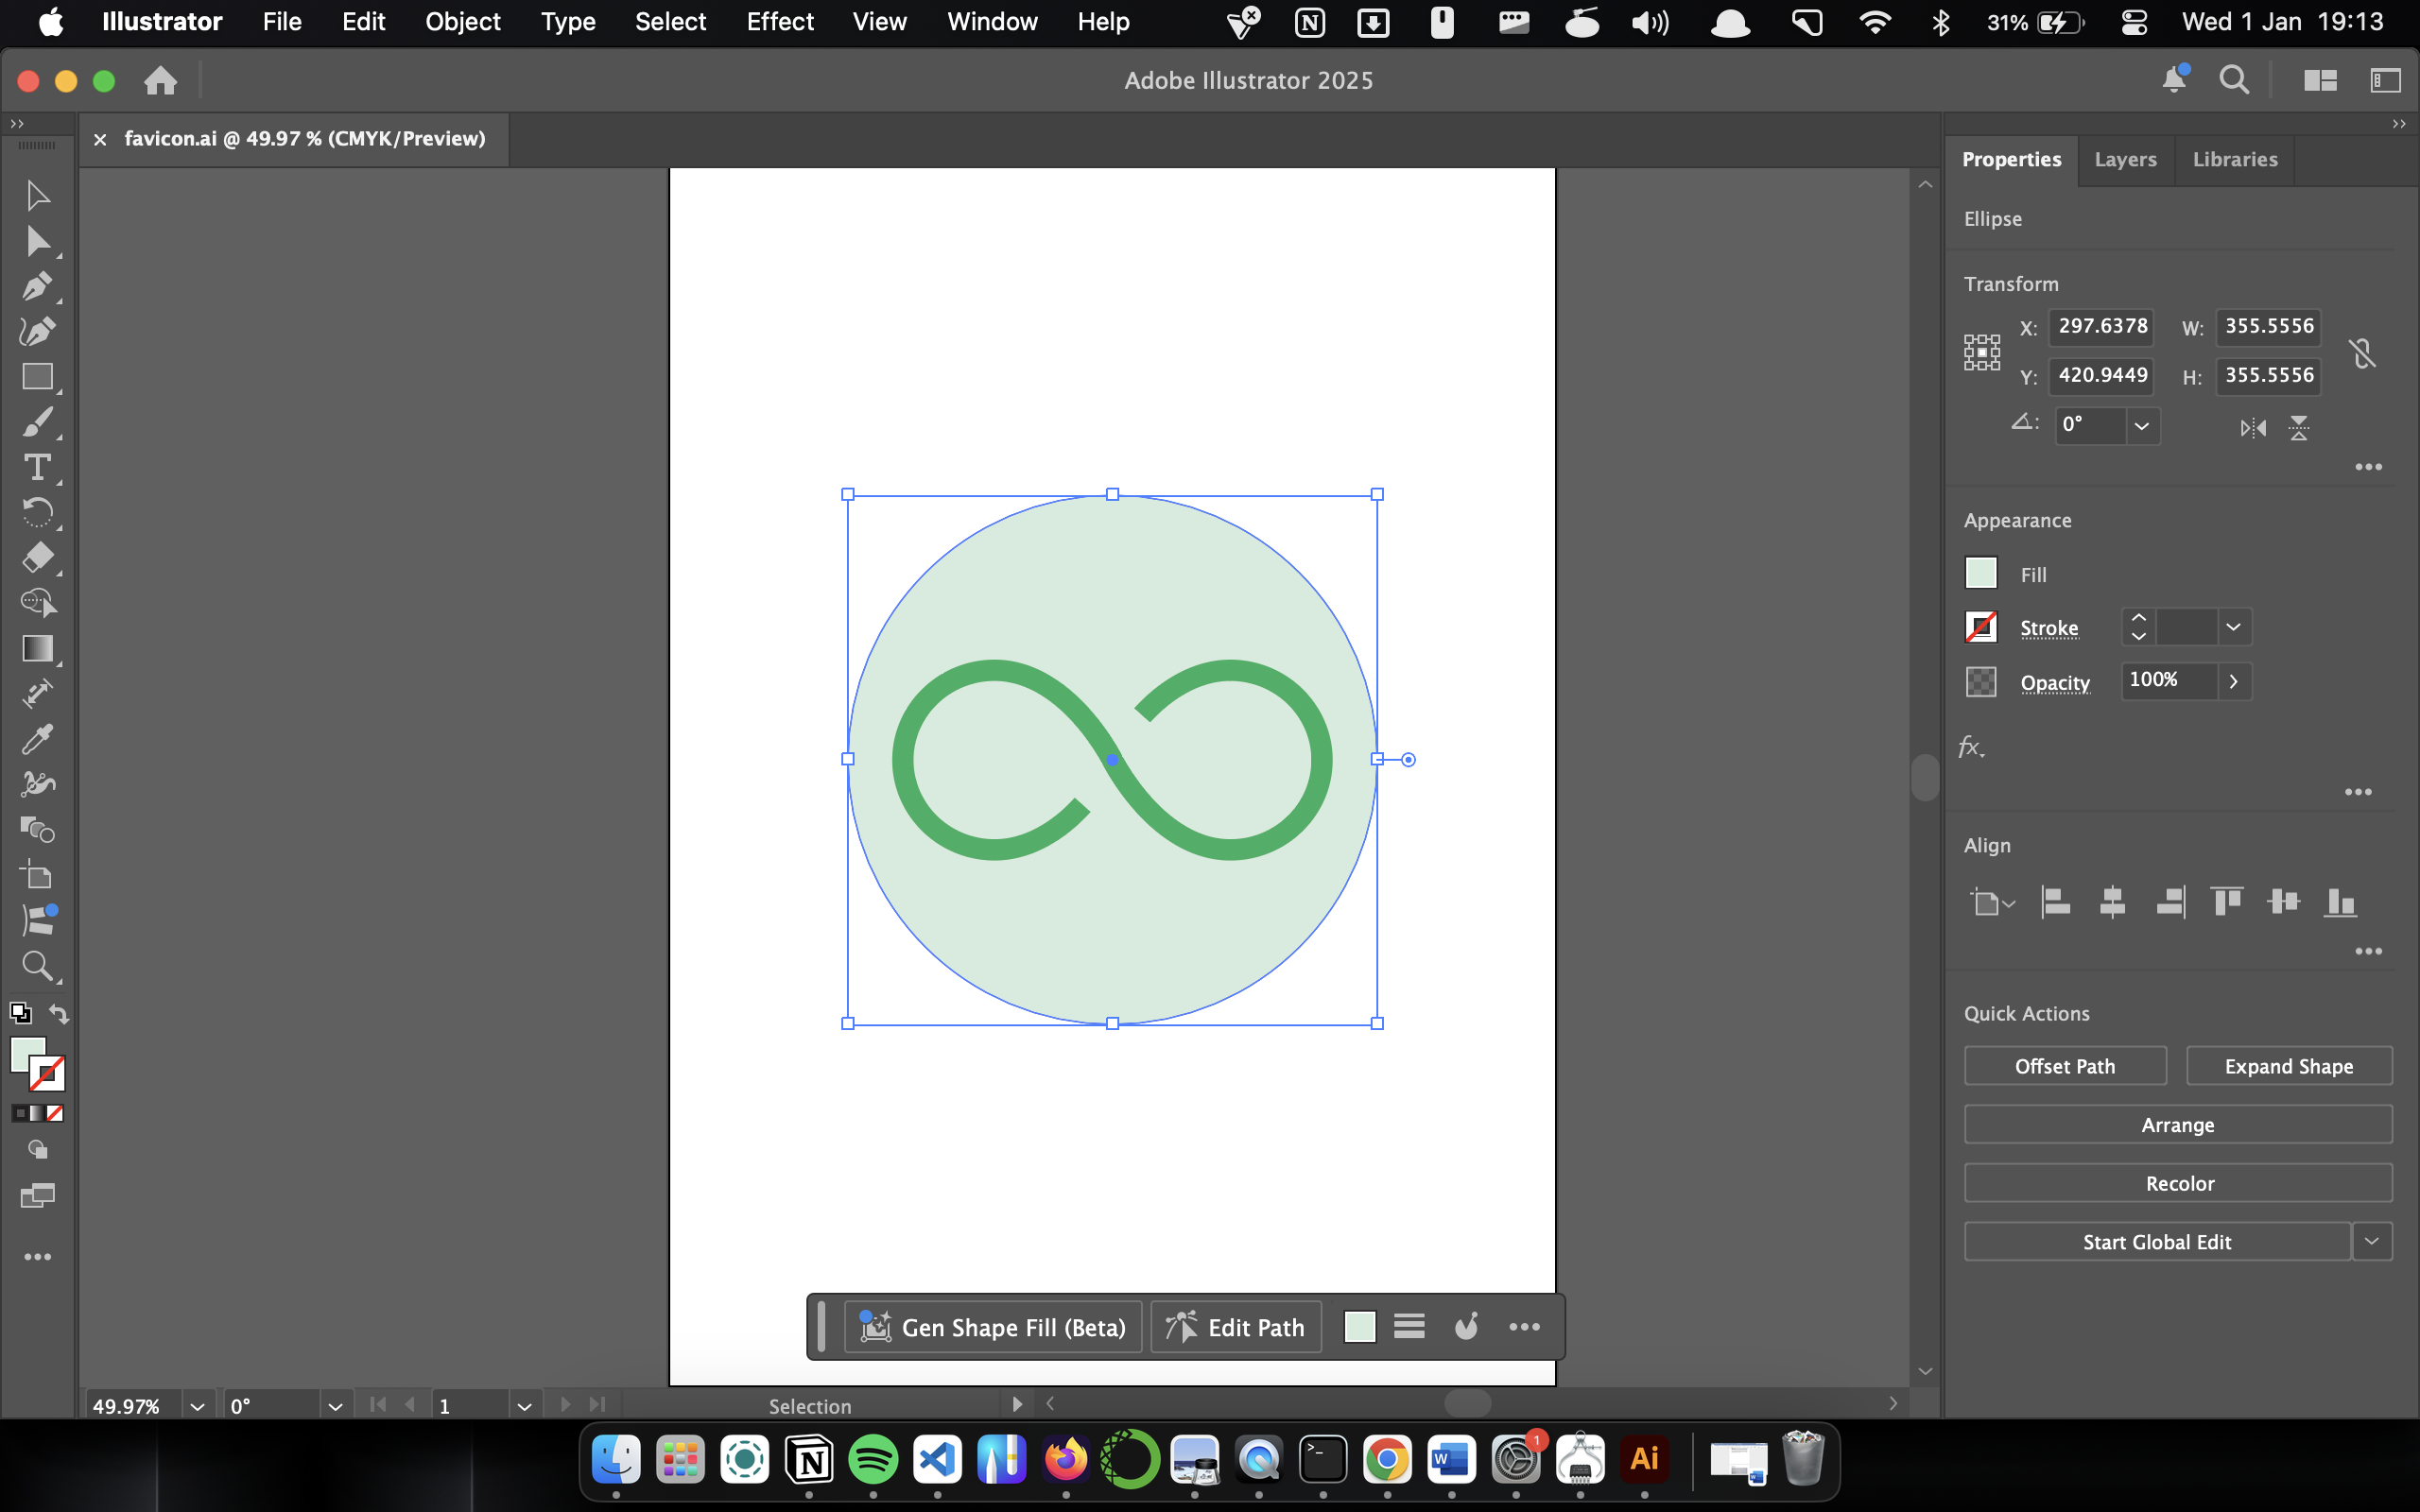 Illustrator File Edit Object Type Select Effect View Window Help 31% Wed 1 Jan 19:13
Adobe Illustrator 2025
favicon.ai @ 49.97 % (CMYK/Preview)
Properties Layers Libraries
Ellipse
Transform
X: 297.6378 W: 355.5556
Y: 420.9449 H: 355.5556
0°
Appearance
Fill
Stroke
Opacity 100%
fx.
Align
Quick Actions
Offset Path Expand Shape
Arrange
Recolor
Start Global Edit
Gen Shape Fill (Beta) Edit Path
49.97% 0° 1 Selection
N >_ W 1 Ai